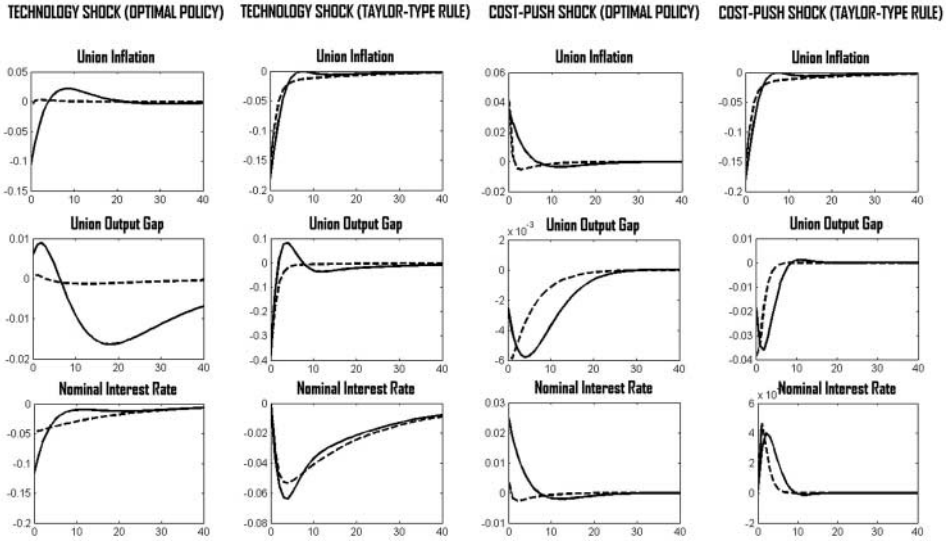 TECHNOLOGY SHOCK (OPTIMAL POLICY)
TECHNOLOGY SHOCK (TAYLOR-TYPE RULE)
COST-PUSH SHOCK (OPTIMAL POLICY)
COST-PUSH SHOCK (TAYLOR-TYPE RULE)
Union Inflation
0.05
0
-0.05
-0.1
-0.15
0 10 20 30 40
Union Inflation
0
-0.05
-0.1
-0.15
-0.2
0 10 20 30 40
Union Inflation
0.06
0.04
0.02
0
-0.02
0 10 20 30 40
Union Inflation
0
-0.05
-0.1
-0.15
-0.2
0 10 20 30 40
Union Output Gap
0.01
0
-0.01
-0.02
0 10 20 30 40
Union Output Gap
0.1
0
-0.1
-0.2
-0.3
-0.4
0 10 20 30 40
Union Output Gap
x 10⁻³
2
0
-2
-4
-6
0 10 20 30 40
Union Output Gap
0.01
0
-0.01
-0.02
-0.03
-0.04
0 10 20 30 40
Nominal Interest Rate
0
-0.05
-0.1
-0.15
-0.2
0 10 20 30 40
Nominal Interest Rate
0
-0.02
-0.04
-0.06
-0.08
0 10 20 30 40
Nominal Interest Rate
0.03
0.02
0.01
0
-0.01
0 10 20 30 40
Nominal Interest Rate
x 10
6
4
2
0
-2
0 10 20 30 40